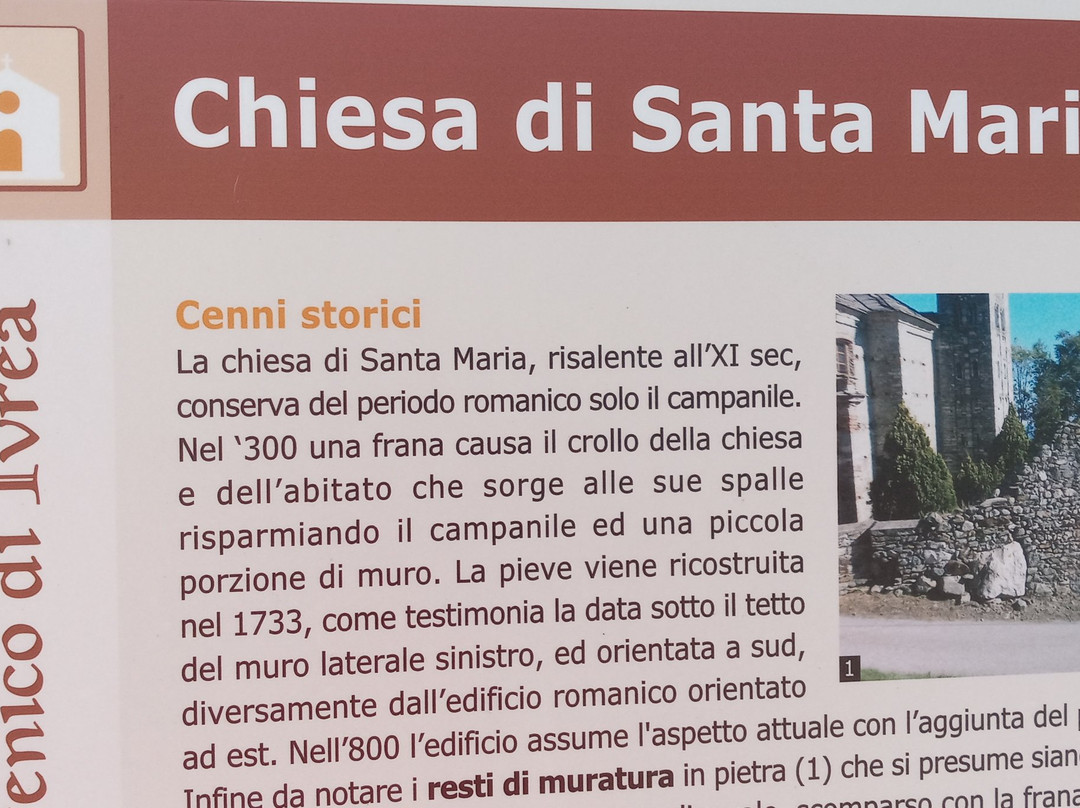 Chiesa di Santa Mari
Cenni storici
La chiesa di Santa Maria, risalente all’XI sec,
conserva del periodo romanico solo il campanile.
Nel ‘300 una frana causa il crollo della chiesa
e dell’abitato che sorge alle sue spalle
risparmiando il campanile ed una piccola
porzione di muro. La pieve viene ricostruita
nel 1733, come testimonia la data sotto il tetto
del muro laterale sinistro, ed orientata a sud,
diversamente dall’edificio romanico orientato
ad est. Nell’800 l’edificio assume l'aspetto attuale con l’aggiunta del
Infine da notare i resti di muratura in pietra (1) che si presume sian
scomparso con la frana
1
enico di Ivrea